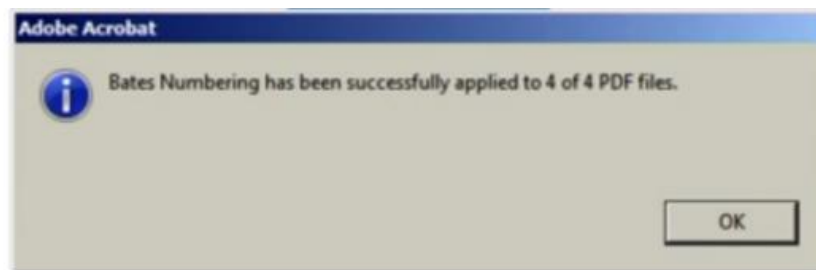 Adobe Acrobat
Bates Numbering has been successfully applied to 4 of 4 PDF files.
OK